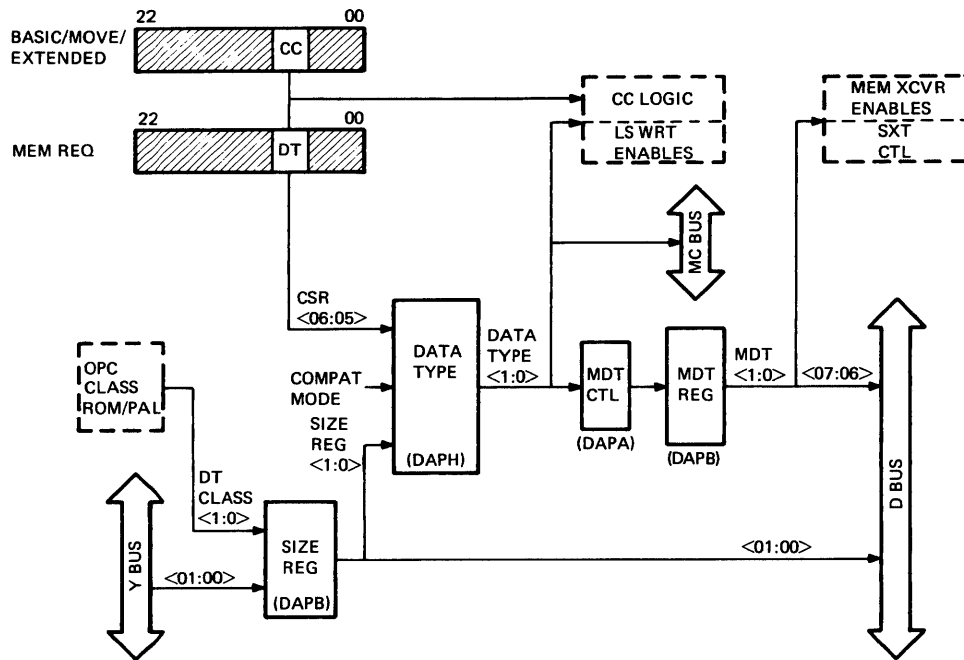 22 00
BASIC/MOVE/
EXTENDED
CC
22 00
MEM REQ
DT
CC LOGIC
LS WRT
ENABLES
MEM XCVR
ENABLES
SXT
CTL
MC BUS
CSR
<06:05>
DATA
TYPE
(DAPH)
COMPAT
MODE
SIZE
REG
<1:0>
DATA
TYPE
<1:0>
MDT
CTL
(DAPA)
MDT
REG
(DAPB)
MDT
<1:0>
<07:06>
D BUS
OPC
CLASS
ROM/PAL
DT
CLASS
<1:0>
Y BUS
<01:00>
SIZE
REG
(DAPB)
<01:00>